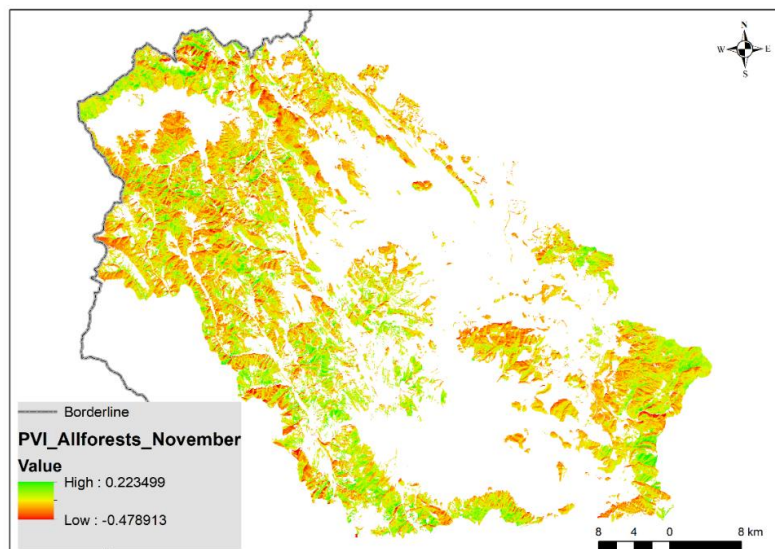 N
W E
S
Borderline
PVI_Allforests_November
Value
High : 0.223499
Low : -0.478913
8 4 0 8 km